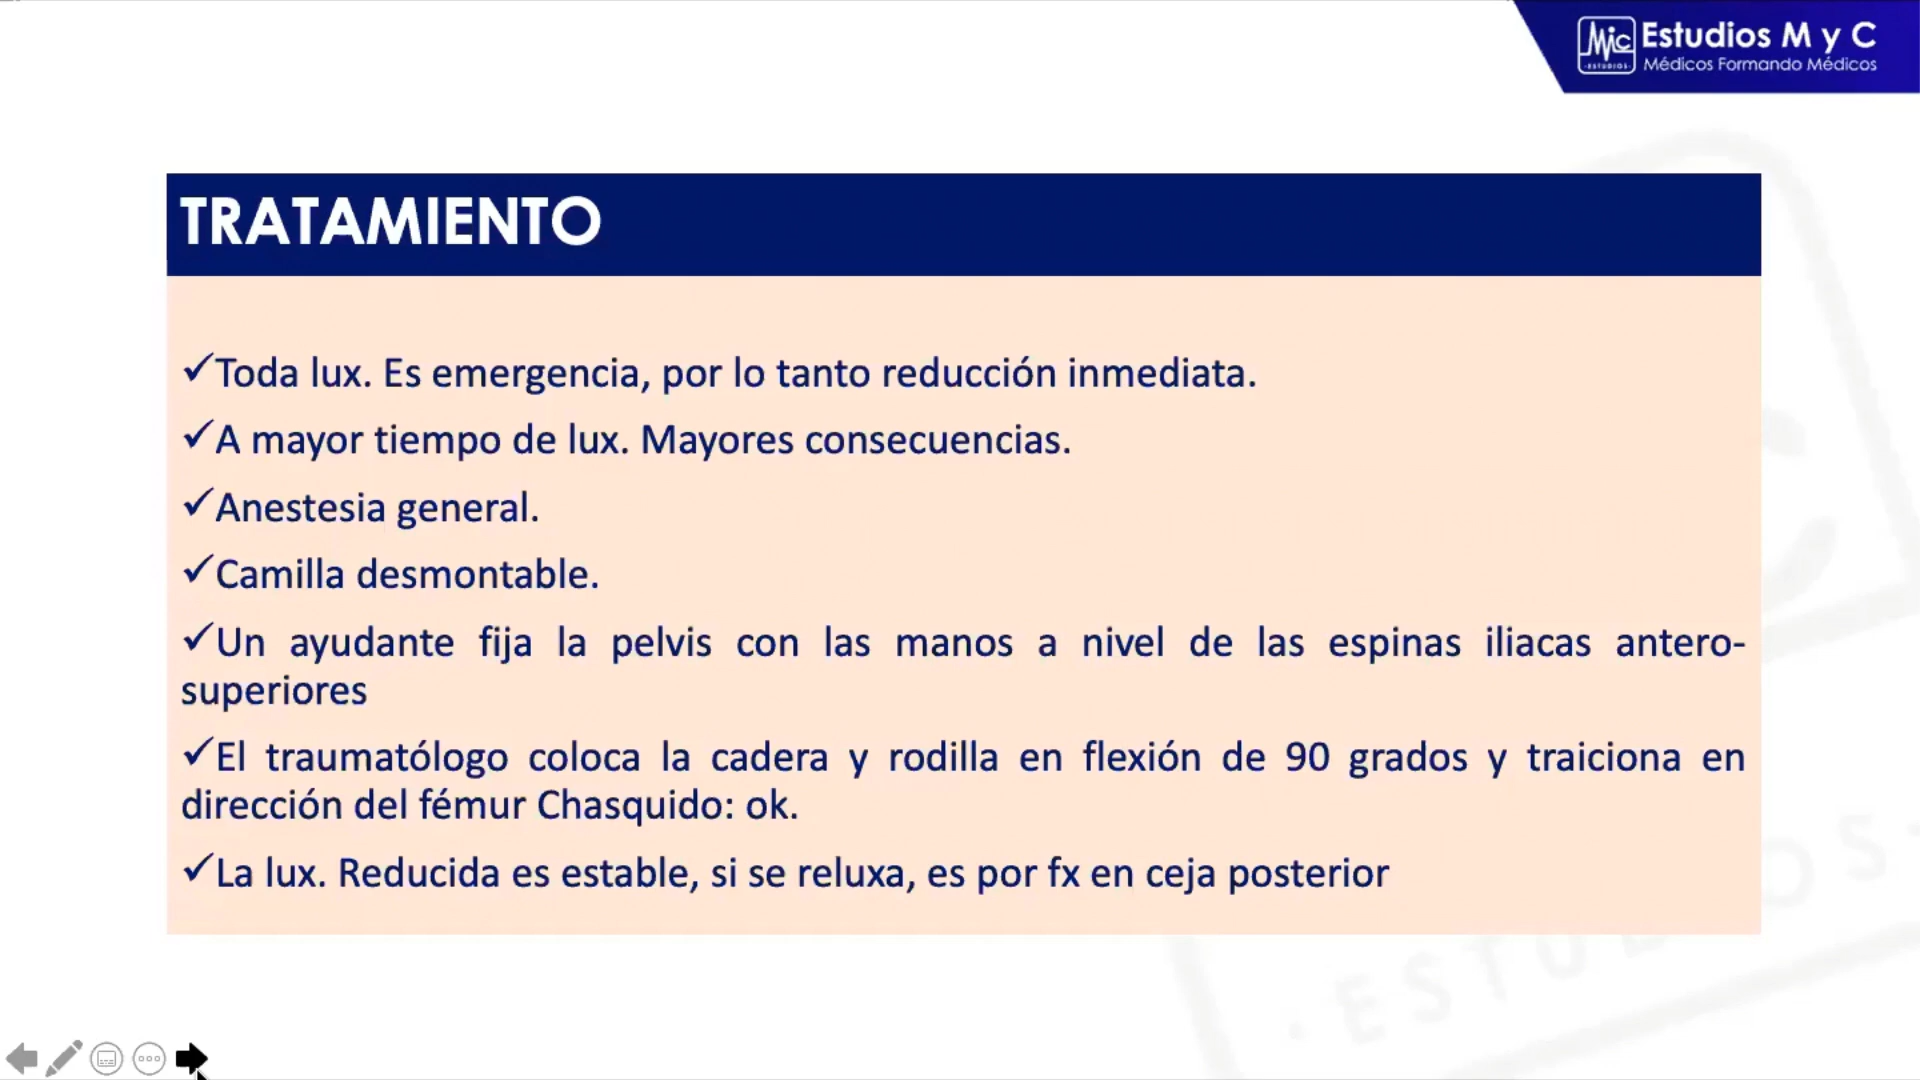 Mjc Estudios M y C
·ESTUDIOS· Médicos Formando Médicos
TRATAMIENTO
✓Toda lux. Es emergencia, por lo tanto reducción inmediata.
✓A mayor tiempo de lux. Mayores consecuencias.
✓Anestesia general.
✓Camilla desmontable.
✓Un ayudante fija la pelvis con las manos a nivel de las espinas iliacas antero-
superiores
✓El traumatólogo coloca la cadera y rodilla en flexión de 90 grados y traiciona en
dirección del fémur Chasquido: ok.
✓La lux. Reducida es estable, si se reluxa, es por fx en ceja posterior